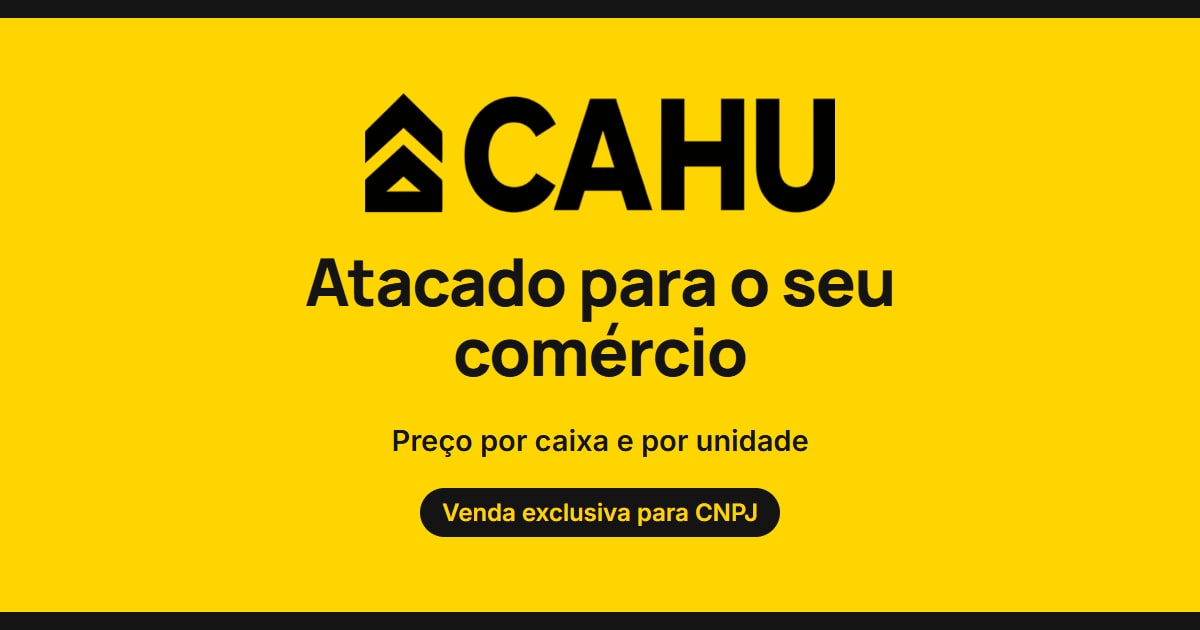 CAHU
Atacado para o seu
comércio
Preço por caixa e por unidade
Venda exclusiva para CNPJ